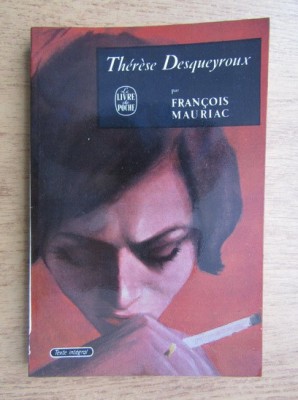 Thérèse Desqueyroux
Le
LIVRE
de
POCHE
par
FRANÇOIS
MAURIAC
Texte intégral